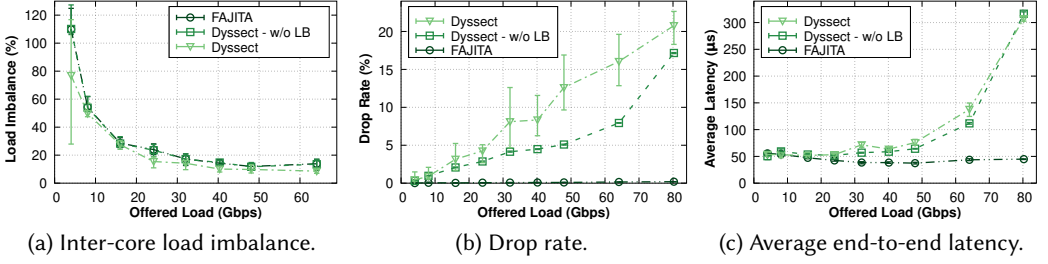 FAJITA
Dyssect - w/o LB
Dyssect
Load Imbalance (%)
120
100
80
60
40
20
0
0 10 20 30 40 50 60
Offered Load (Gbps)
(a) Inter-core load imbalance.
Dyssect
Dyssect - w/o LB
FAJITA
Drop Rate (%)
20
15
10
5
0
0 10 20 30 40 50 60 70 80
Offered Load (Gbps)
(b) Drop rate.
Dyssect
Dyssect - w/o LB
FAJITA
Average Latency (µs)
300
250
200
150
100
50
0
0 10 20 30 40 50 60 70 80
Offered Load (Gbps)
(c) Average end-to-end latency.